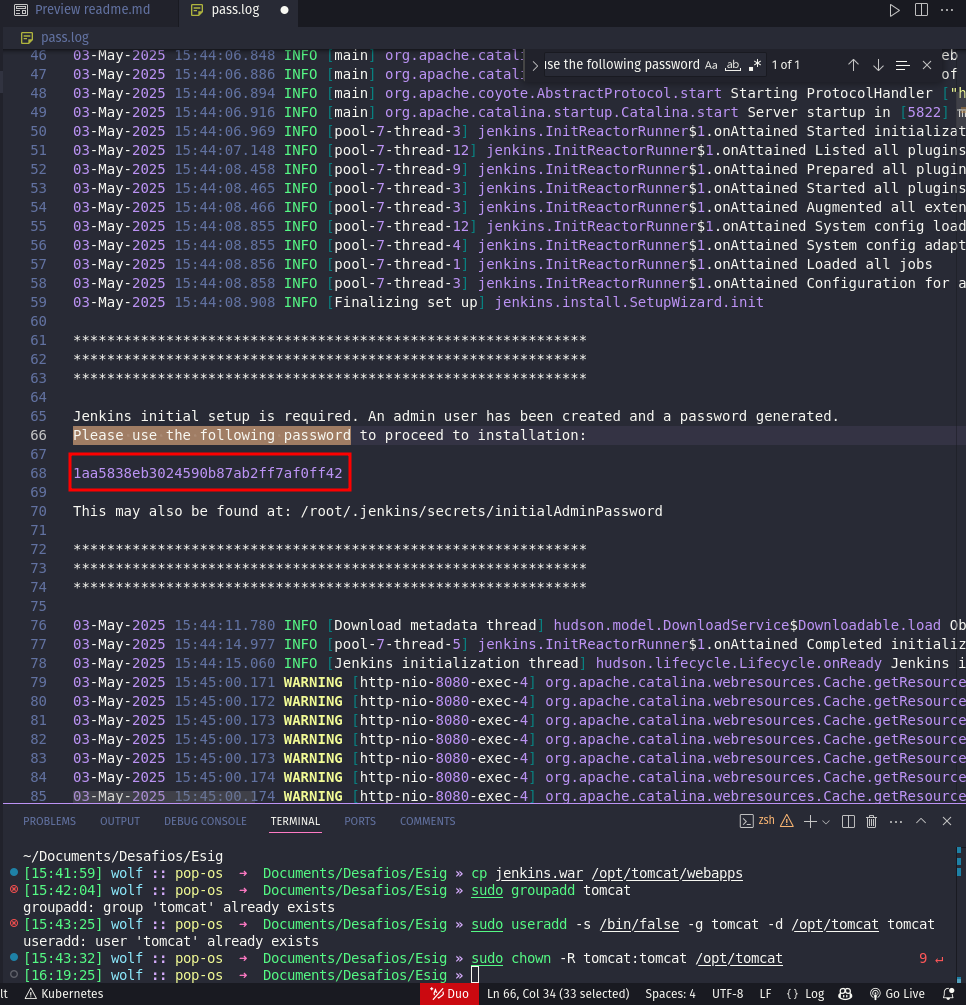 Preview readme.md
pass.log
pass.log
use the following password Aa ab .* 1 of 1
46 03-May-2025 15:44:06.848 INFO [main] org.apache.catal: eb
47 03-May-2025 15:44:06.886 INFO [main] org.apache.catal: of
48 03-May-2025 15:44:06.894 INFO [main] org.apache.coyote.AbstractProtocol.start Starting ProtocolHandler ["h
49 03-May-2025 15:44:06.916 INFO [main] org.apache.catalina.startup.Catalina.start Server startup in [5822] m
50 03-May-2025 15:44:06.969 INFO [pool-7-thread-3] jenkins.InitReactorRunner$1.onAttained Started initializat
51 03-May-2025 15:44:07.148 INFO [pool-7-thread-12] jenkins.InitReactorRunner$1.onAttained Listed all plugins
52 03-May-2025 15:44:08.458 INFO [pool-7-thread-9] jenkins.InitReactorRunner$1.onAttained Prepared all plugin
53 03-May-2025 15:44:08.465 INFO [pool-7-thread-3] jenkins.InitReactorRunner$1.onAttained Started all plugins
54 03-May-2025 15:44:08.466 INFO [pool-7-thread-3] jenkins.InitReactorRunner$1.onAttained Augmented all exten
55 03-May-2025 15:44:08.855 INFO [pool-7-thread-12] jenkins.InitReactorRunner$1.onAttained System config load
56 03-May-2025 15:44:08.855 INFO [pool-7-thread-4] jenkins.InitReactorRunner$1.onAttained System config adapt
57 03-May-2025 15:44:08.856 INFO [pool-7-thread-1] jenkins.InitReactorRunner$1.onAttained Loaded all jobs
58 03-May-2025 15:44:08.858 INFO [pool-7-thread-3] jenkins.InitReactorRunner$1.onAttained Configuration for a
59 03-May-2025 15:44:08.908 INFO [Finalizing set up] jenkins.install.SetupWizard.init
60
61 *************************************************************
62 *************************************************************
63 *************************************************************
64
65 Jenkins initial setup is required. An admin user has been created and a password generated.
66 Please use the following password to proceed to installation:
67
68 1aa5838eb3024590b87ab2ff7af0ff42
69
70 This may also be found at: /root/.jenkins/secrets/initialAdminPassword
71
72 *************************************************************
73 *************************************************************
74 *************************************************************
75
76 03-May-2025 15:44:11.780 INFO [Download metadata thread] hudson.model.DownloadService$Downloadable.load Ob
77 03-May-2025 15:44:14.977 INFO [pool-7-thread-5] jenkins.InitReactorRunner$1.onAttained Completed initializ
78 03-May-2025 15:44:15.060 INFO [Jenkins initialization thread] hudson.lifecycle.Lifecycle.onReady Jenkins i
79 03-May-2025 15:45:00.171 WARNING [http-nio-8080-exec-4] org.apache.catalina.webresources.Cache.getResource
80 03-May-2025 15:45:00.172 WARNING [http-nio-8080-exec-4] org.apache.catalina.webresources.Cache.getResource
81 03-May-2025 15:45:00.173 WARNING [http-nio-8080-exec-4] org.apache.catalina.webresources.Cache.getResource
82 03-May-2025 15:45:00.173 WARNING [http-nio-8080-exec-4] org.apache.catalina.webresources.Cache.getResource
83 03-May-2025 15:45:00.173 WARNING [http-nio-8080-exec-4] org.apache.catalina.webresources.Cache.getResource
84 03-May-2025 15:45:00.174 WARNING [http-nio-8080-exec-4] org.apache.catalina.webresources.Cache.getResource
85 03-May-2025 15:45:00.174 WARNING [http-nio-8080-exec-4] org.apache.catalina.webresources.Cache.getResource
PROBLEMS OUTPUT DEBUG CONSOLE TERMINAL PORTS COMMENTS zsh
~/Documents/Desafios/Esig
[15:41:59] wolf :: pop-os ➜ Documents/Desafios/Esig » cp jenkins.war /opt/tomcat/webapps
[15:42:04] wolf :: pop-os ➜ Documents/Desafios/Esig » sudo groupadd tomcat
groupadd: group 'tomcat' already exists
[15:43:25] wolf :: pop-os ➜ Documents/Desafios/Esig » sudo useradd -s /bin/false -g tomcat -d /opt/tomcat tomcat
useradd: user 'tomcat' already exists
[15:43:32] wolf :: pop-os ➜ Documents/Desafios/Esig » sudo chown -R tomcat:tomcat /opt/tomcat 9 ↵
[16:19:25] wolf :: pop-os ➜ Documents/Desafios/Esig »
lt Kubernetes Duo Ln 66, Col 34 (33 selected) Spaces: 4 UTF-8 LF {} Log Go Live